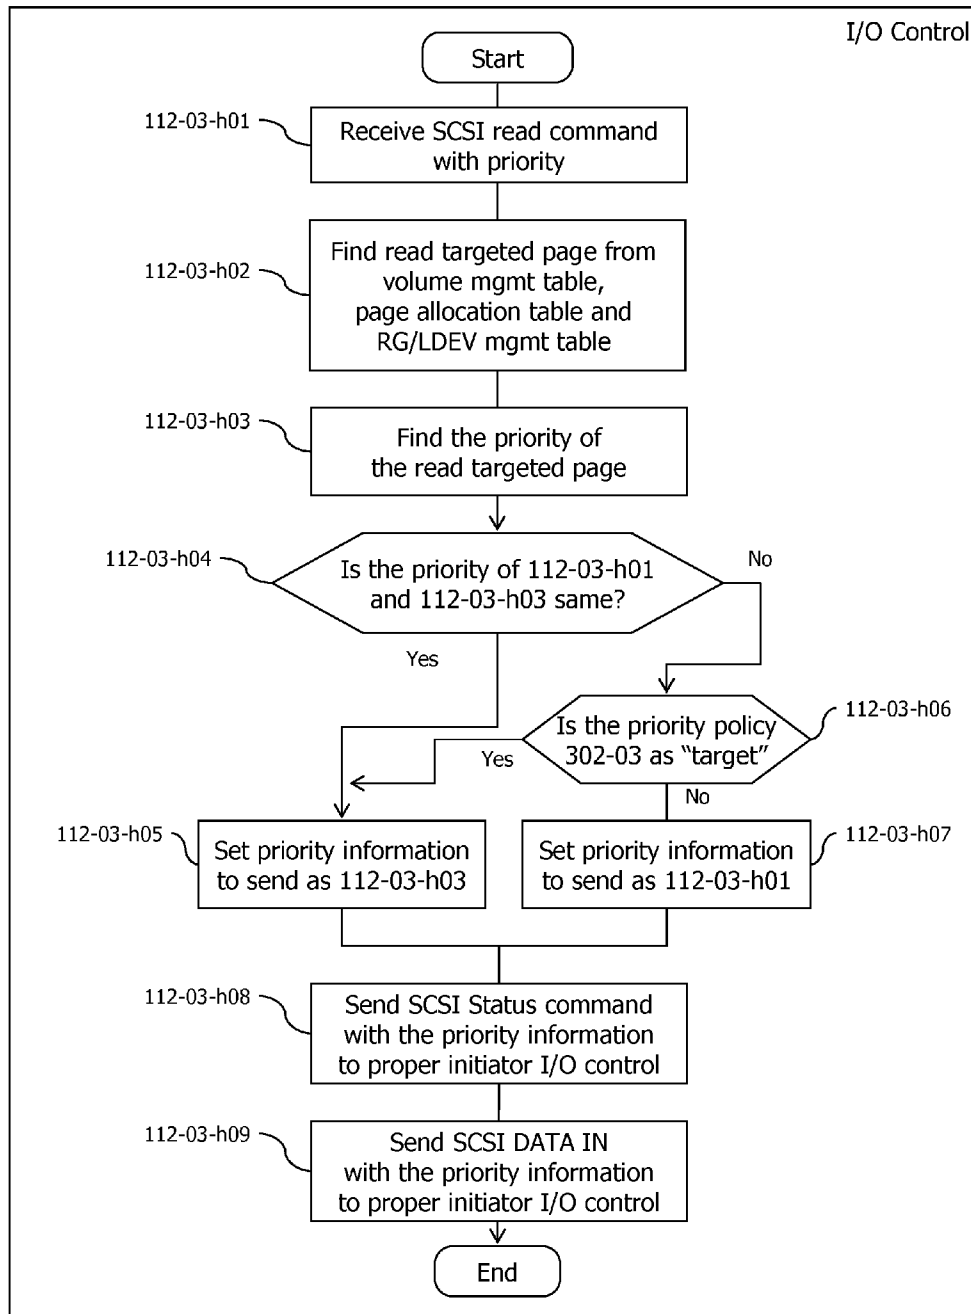 I/O Control
Start
112-03-h01
Receive SCSI read command
with priority
112-03-h02
Find read targeted page from
volume mgmt table,
page allocation table and
RG/LDEV mgmt table
112-03-h03
Find the priority of
the read targeted page
112-03-h04
Is the priority of 112-03-h01
and 112-03-h03 same?
No
Yes
112-03-h06
Is the priority policy
302-03 as “target”
Yes
No
112-03-h05
Set priority information
to send as 112-03-h03
112-03-h07
Set priority information
to send as 112-03-h01
112-03-h08
Send SCSI Status command
with the priority information
to proper initiator I/O control
112-03-h09
Send SCSI DATA IN
with the priority information
to proper initiator I/O control
End